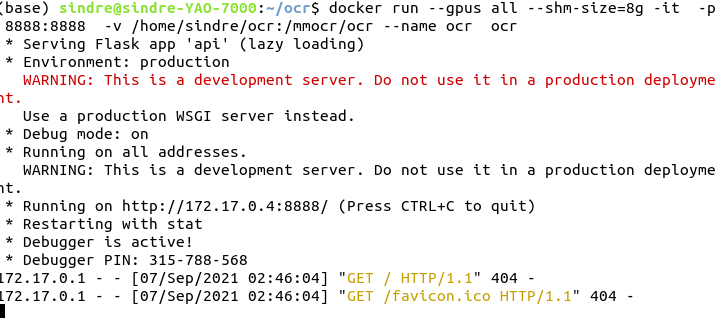 (base) sindre@sindre-YAO-7000:~/ocr$ docker run --gpus all --shm-size=8g -it  -p
 8888:8888  -v /home/sindre/ocr:/mmocr/ocr --name ocr  ocr
 * Serving Flask app 'api' (lazy loading)
 * Environment: production
   WARNING: This is a development server. Do not use it in a production deployme
nt.
   Use a production WSGI server instead.
 * Debug mode: on
 * Running on all addresses.
   WARNING: This is a development server. Do not use it in a production deployme
nt.
 * Running on http://172.17.0.4:8888/ (Press CTRL+C to quit)
 * Restarting with stat
 * Debugger is active!
 * Debugger PIN: 315-788-568
172.17.0.1 - - [07/Sep/2021 02:46:04] "GET / HTTP/1.1" 404 -
172.17.0.1 - - [07/Sep/2021 02:46:04] "GET /favicon.ico HTTP/1.1" 404 -